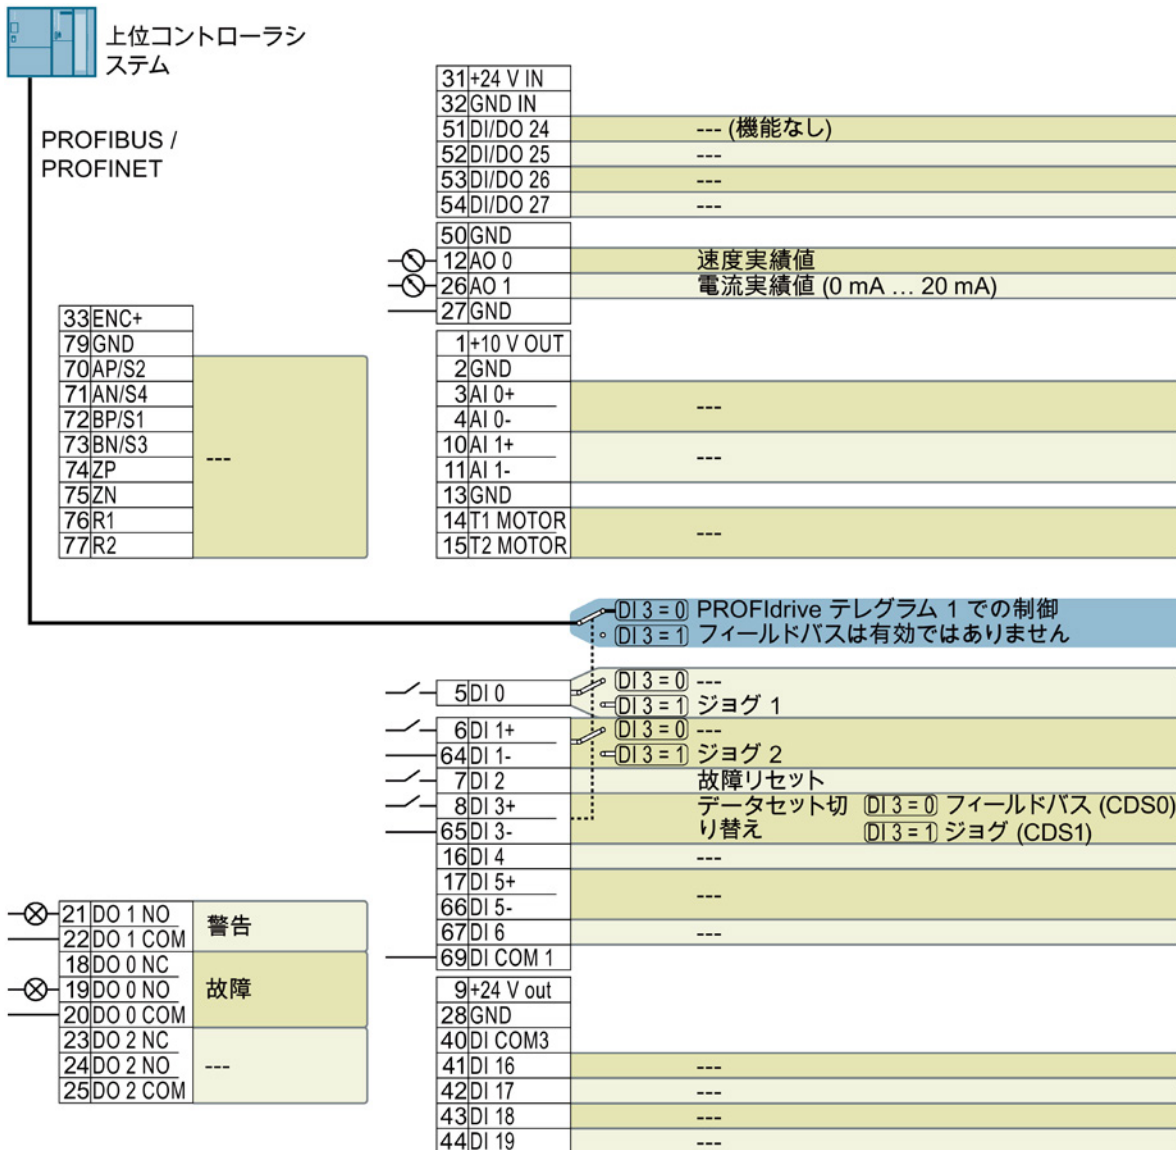 上位コントローラシ
ステム
PROFIBUS /
PROFINET
31 +24 V IN
32 GND IN
51 DI/DO 24 --- (機能なし)
52 DI/DO 25 ---
53 DI/DO 26 ---
54 DI/DO 27 ---
50 GND
12 AO 0 速度実績値
26 AO 1 電流実績値 (0 mA … 20 mA)
27 GND
33 ENC+
79 GND
70 AP/S2
71 AN/S4
72 BP/S1
73 BN/S3
---
74 ZP
75 ZN
76 R1
77 R2
1 +10 V OUT
2 GND
3 AI 0+
---
4 AI 0-
10 AI 1+
---
11 AI 1-
13 GND
14 T1 MOTOR
---
15 T2 MOTOR
DI 3 = 0 PROFIdrive テレグラム 1 での制御
DI 3 = 1 フィールドバスは有効ではありません
5 DI 0
DI 3 = 0 ---
DI 3 = 1 ジョグ 1
6 DI 1+ DI 3 = 0 ---
64 DI 1- DI 3 = 1 ジョグ 2
7 DI 2 故障リセット
8 DI 3+ データセット切 DI 3 = 0 フィールドバス (CDS0)
65 DI 3- り替え DI 3 = 1 ジョグ (CDS1)
16 DI 4 ---
17 DI 5+
---
66 DI 5-
67 DI 6 ---
69 DI COM 1
21 DO 1 NO
警告
22 DO 1 COM
18 DO 0 NC
19 DO 0 NO 故障
20 DO 0 COM
23 DO 2 NC
24 DO 2 NO ---
25 DO 2 COM
9 +24 V out
28 GND
40 DI COM3
41 DI 16 ---
42 DI 17 ---
43 DI 18 ---
44 DI 19 ---